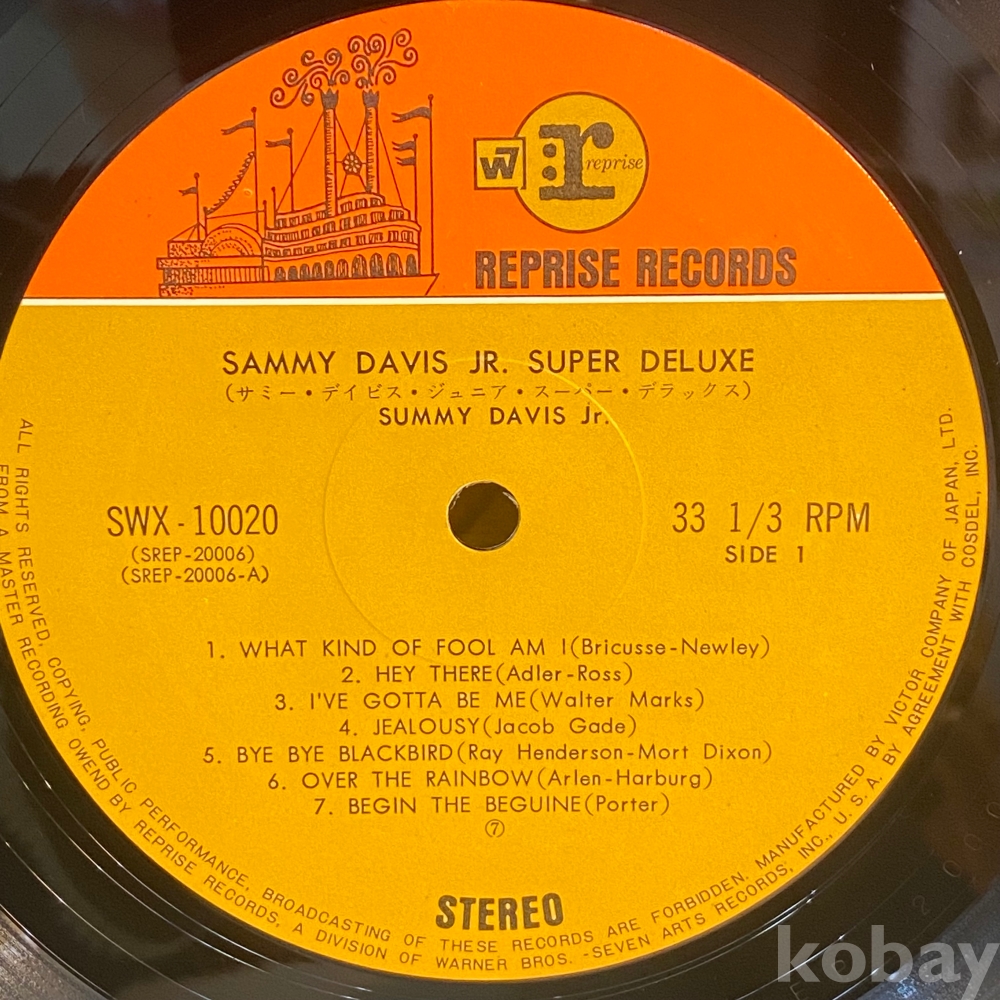 W7
r: reprise
REPRISE RECORDS
SAMMY DAVIS JR. SUPER DELUXE
(サミー・デイビス・ジュニア・スーパー・デラックス)
SUMMY DAVIS Jr.
SWX-10020
(SREP-20006)
(SREP-20006-A)
33 1/3 RPM
SIDE 1
1. WHAT KIND OF FOOL AM I(Bricusse-Newley)
2. HEY THERE(Adler-Ross)
3. I'VE GOTTA BE ME(Walter Marks)
4. JEALOUSY(Jacob Gade)
5. BYE BYE BLACKBIRD(Ray Henderson-Mort Dixon)
6. OVER THE RAINBOW(Arlen-Harburg)
7. BEGIN THE BEGUINE(Porter)
⑦
STEREO
ALL RIGHTS RESERVED, COPYING, PUBLIC PERFORMANCE, BROADCASTING OF THESE RECORDS ARE FORBIDDEN. MANUFACTURED BY VICTOR COMPANY OF JAPAN, LTD.
FROM A MASTER RECORDING OWEND BY REPRISE RECORDS, A DIVISION OF WARNER BROS. -SEVEN ARTS RECORDS, INC., U. S. A. BY AGREEMENT WITH COSDEL, INC.
kobay